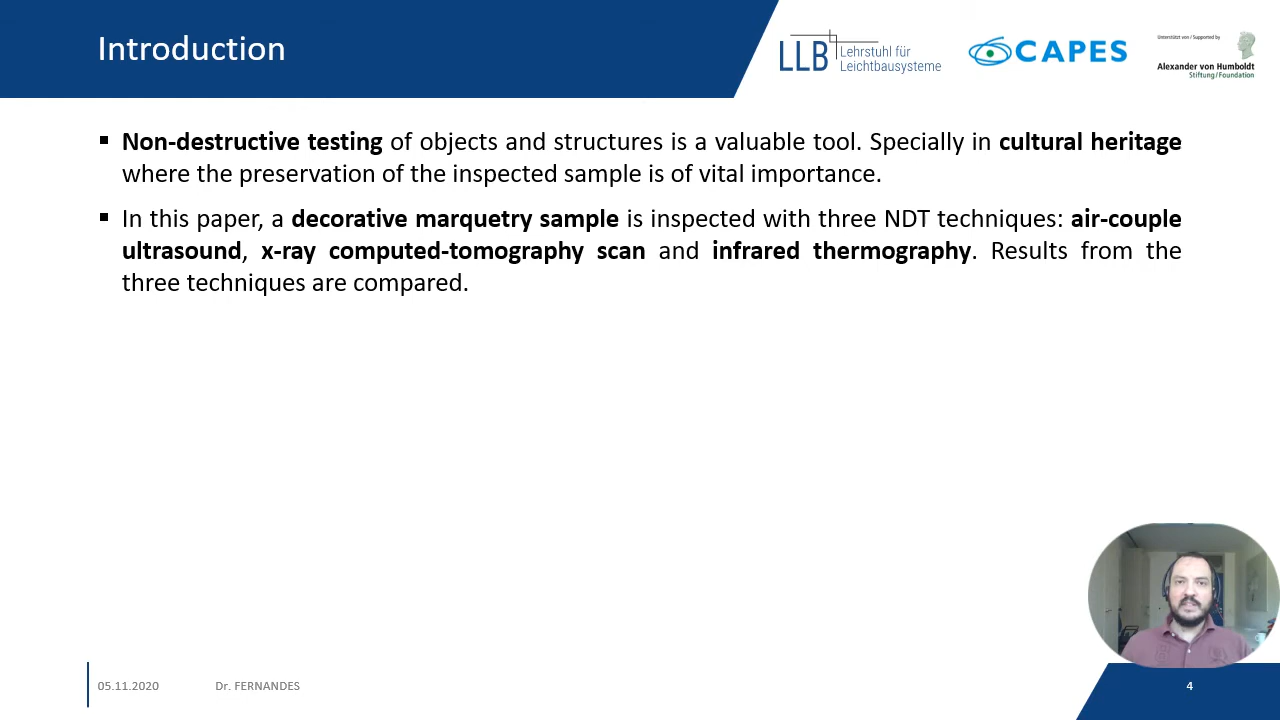 Introduction
LLB Lehrstuhl für
Leichtbausysteme
CAPES
Unterstützt von / Supported by
Alexander von Humboldt
Stiftung/Foundation
Non-destructive testing of objects and structures is a valuable tool. Specially in cultural heritage
where the preservation of the inspected sample is of vital importance.
In this paper, a decorative marquetry sample is inspected with three NDT techniques: air-couple
ultrasound, x-ray computed-tomography scan and infrared thermography. Results from the
three techniques are compared.
05.11.2020
Dr. FERNANDES
4